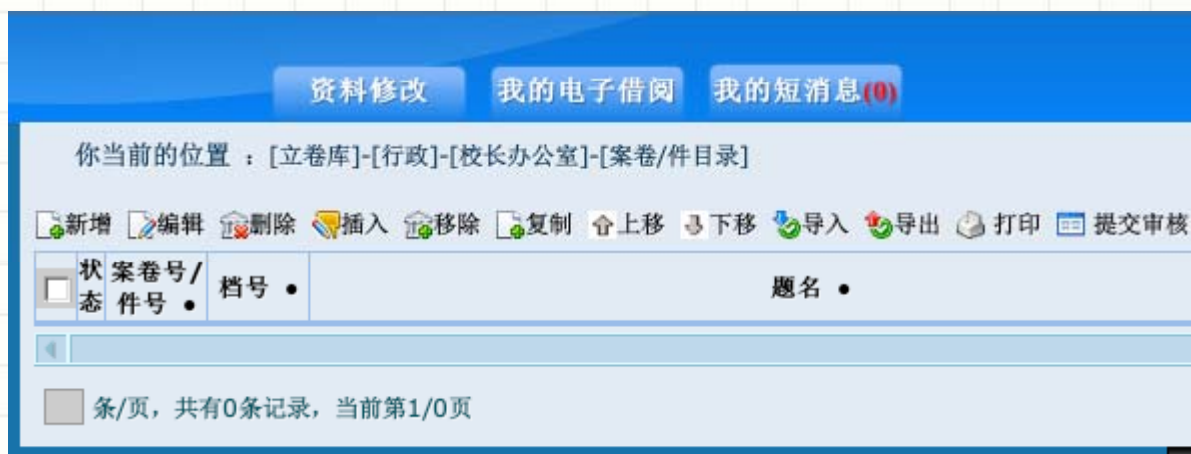 资料修改 我的电子借阅 我的短消息(0)
你当前的位置 ：[立卷库]-[行政]-[校长办公室]-[案卷/件目录]
新增 编辑 删除 插入 移除 复制 上移 下移 导入 导出 打印 提交审核
状态 案卷号/件号 ● 档号 ● 题名 ●
条/页，共有0条记录，当前第1/0页